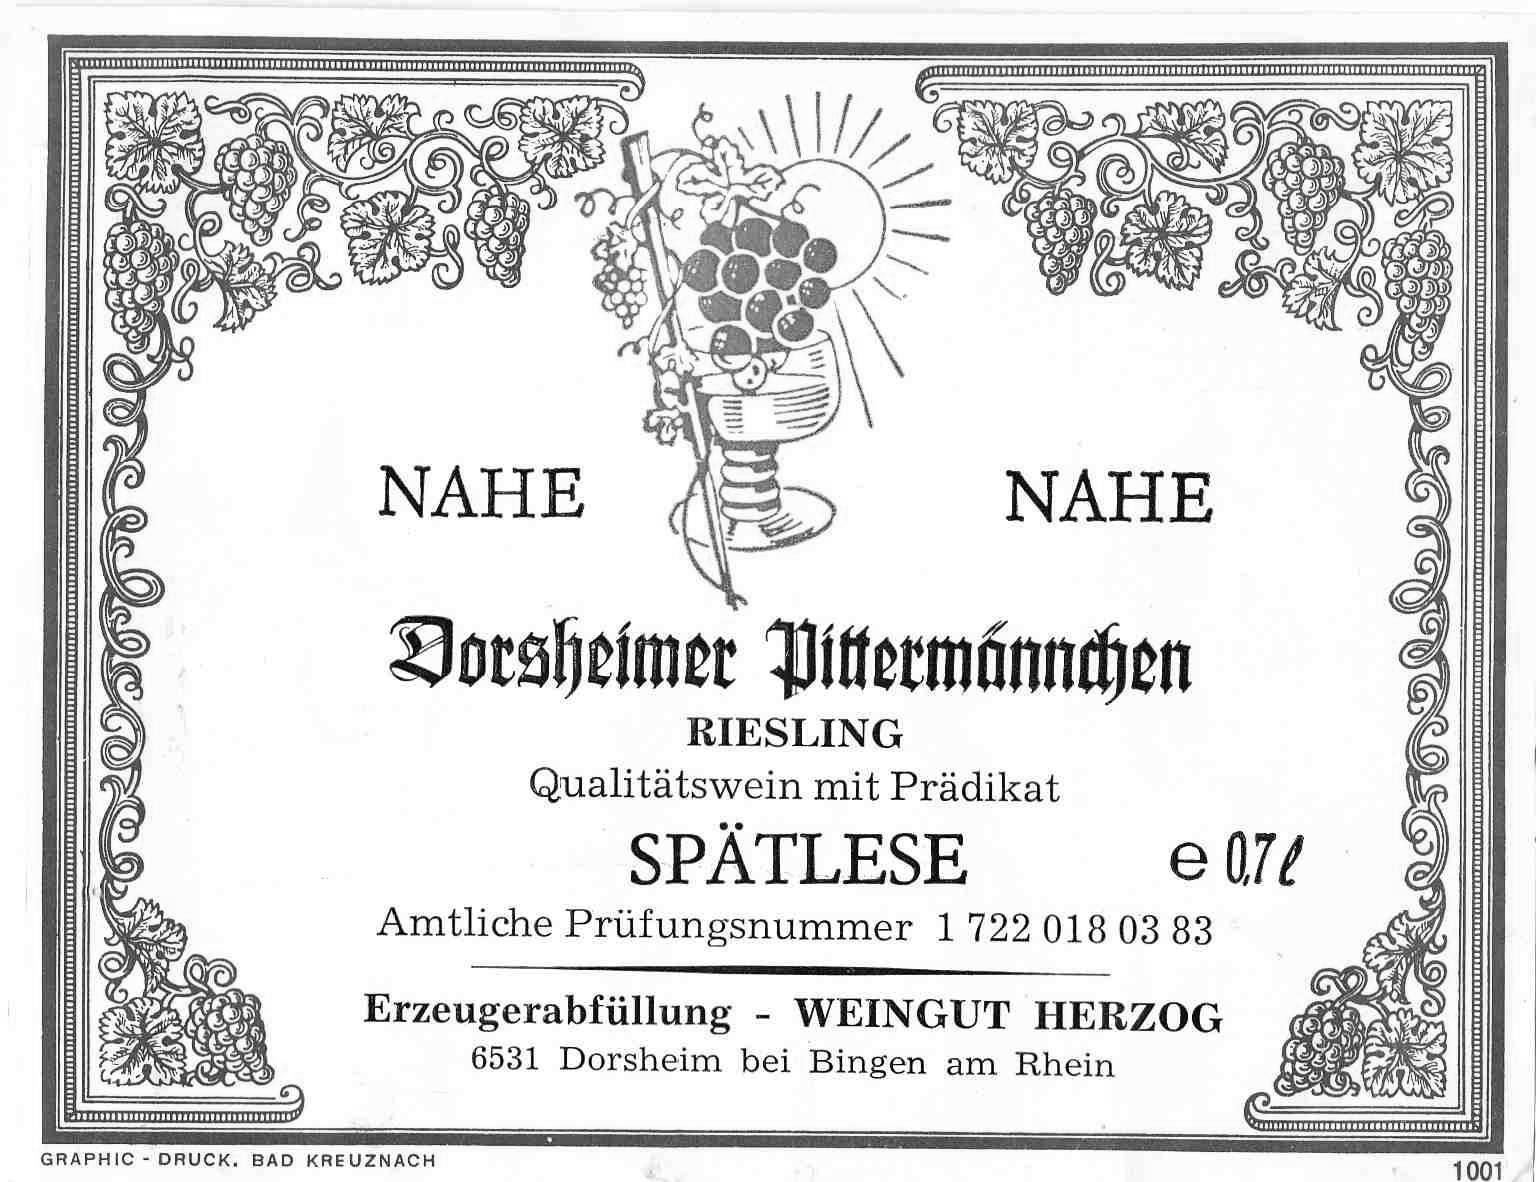 NAHE NAHE
Dorsheimer Pittermännchen
RIESLING
Qualitätswein mit Prädikat
SPÄTLESE e 0,7 ℓ
Amtliche Prüfungsnummer 1 722 018 03 83
Erzeugerabfüllung - WEINGUT HERZOG
6531 Dorsheim bei Bingen am Rhein
GRAPHIC - DRUCK. BAD KREUZNACH 1001